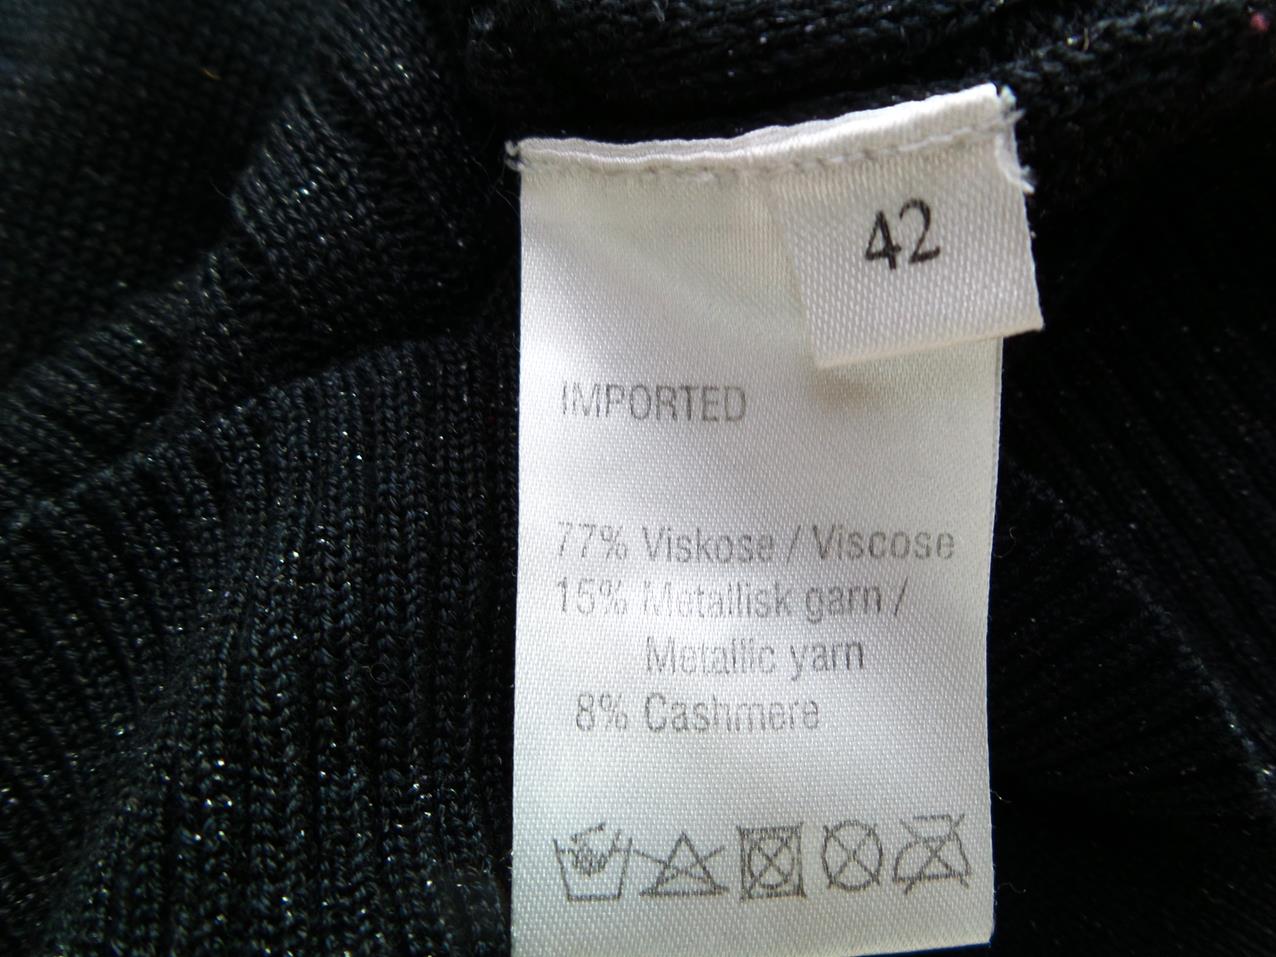 42
IMPORTED
77% Viskose / Viscose
15% Metallisk garn /
Metallic yarn
8% Cashmere